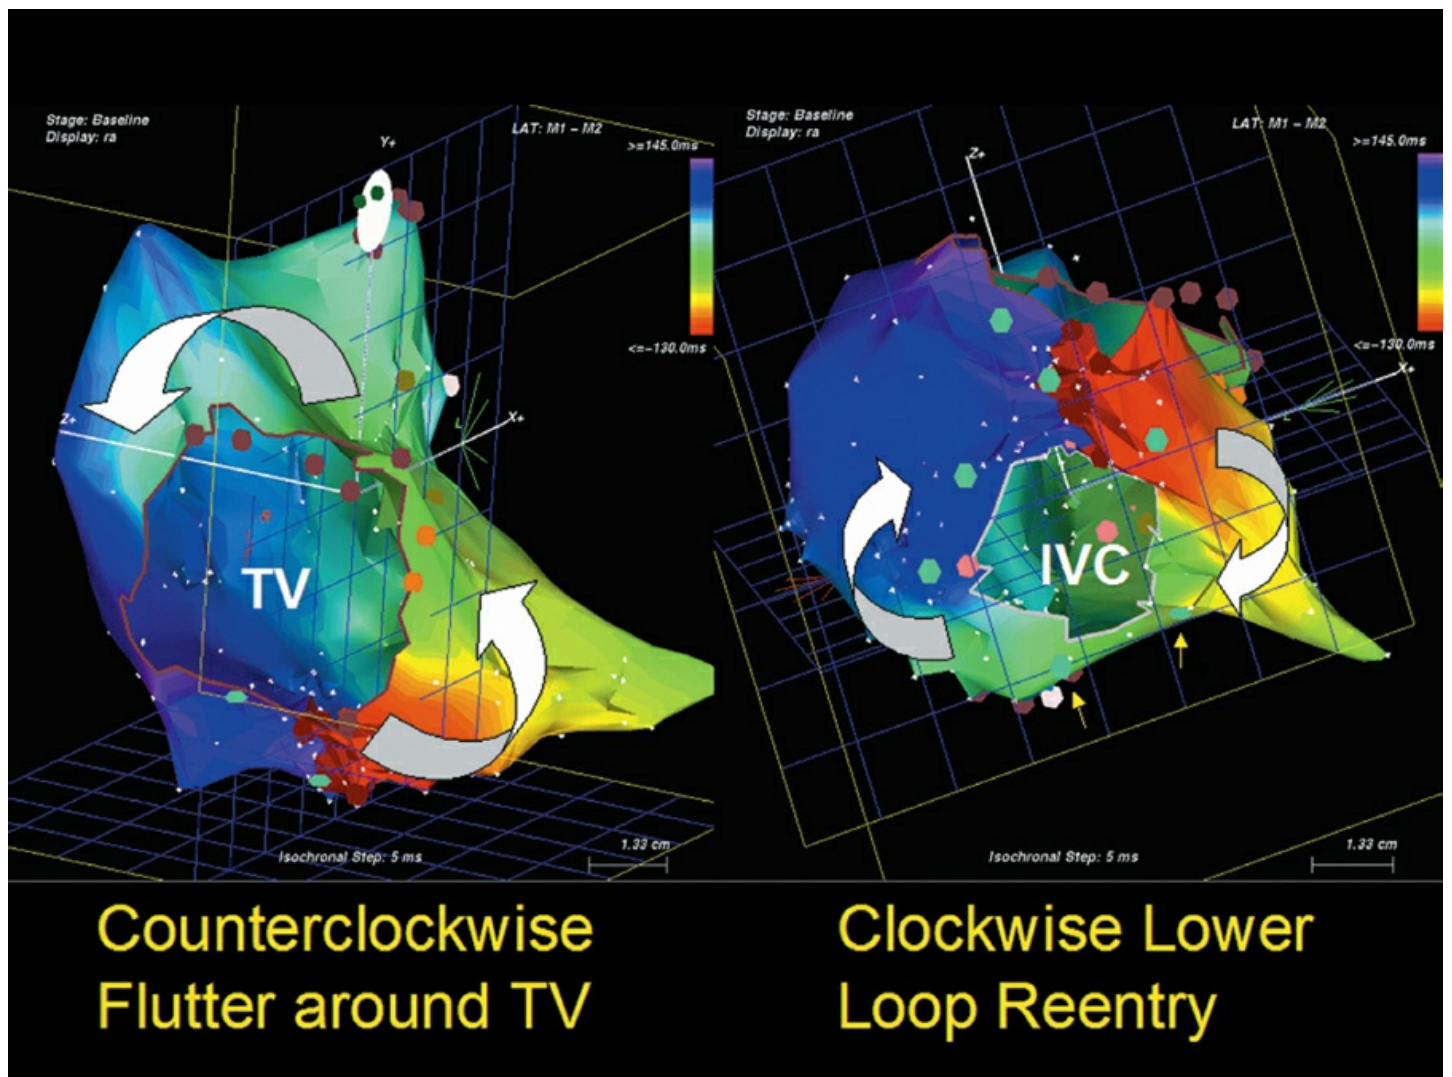 Stage: Baseline
Display: ra
LAT: M1 - M2
>=145.0ms
<=-130.0ms
Y+
Z+
X+
L
TV
Isochronal Step: 5 ms
1.33 cm
Stage: Baseline
Display: ra
LAT: M1 - M2
>=145.0ms
<=-130.0ms
Z+
X+
IVC
Isochronal Step: 5 ms
1.33 cm
Counterclockwise
Flutter around TV
Clockwise Lower
Loop Reentry